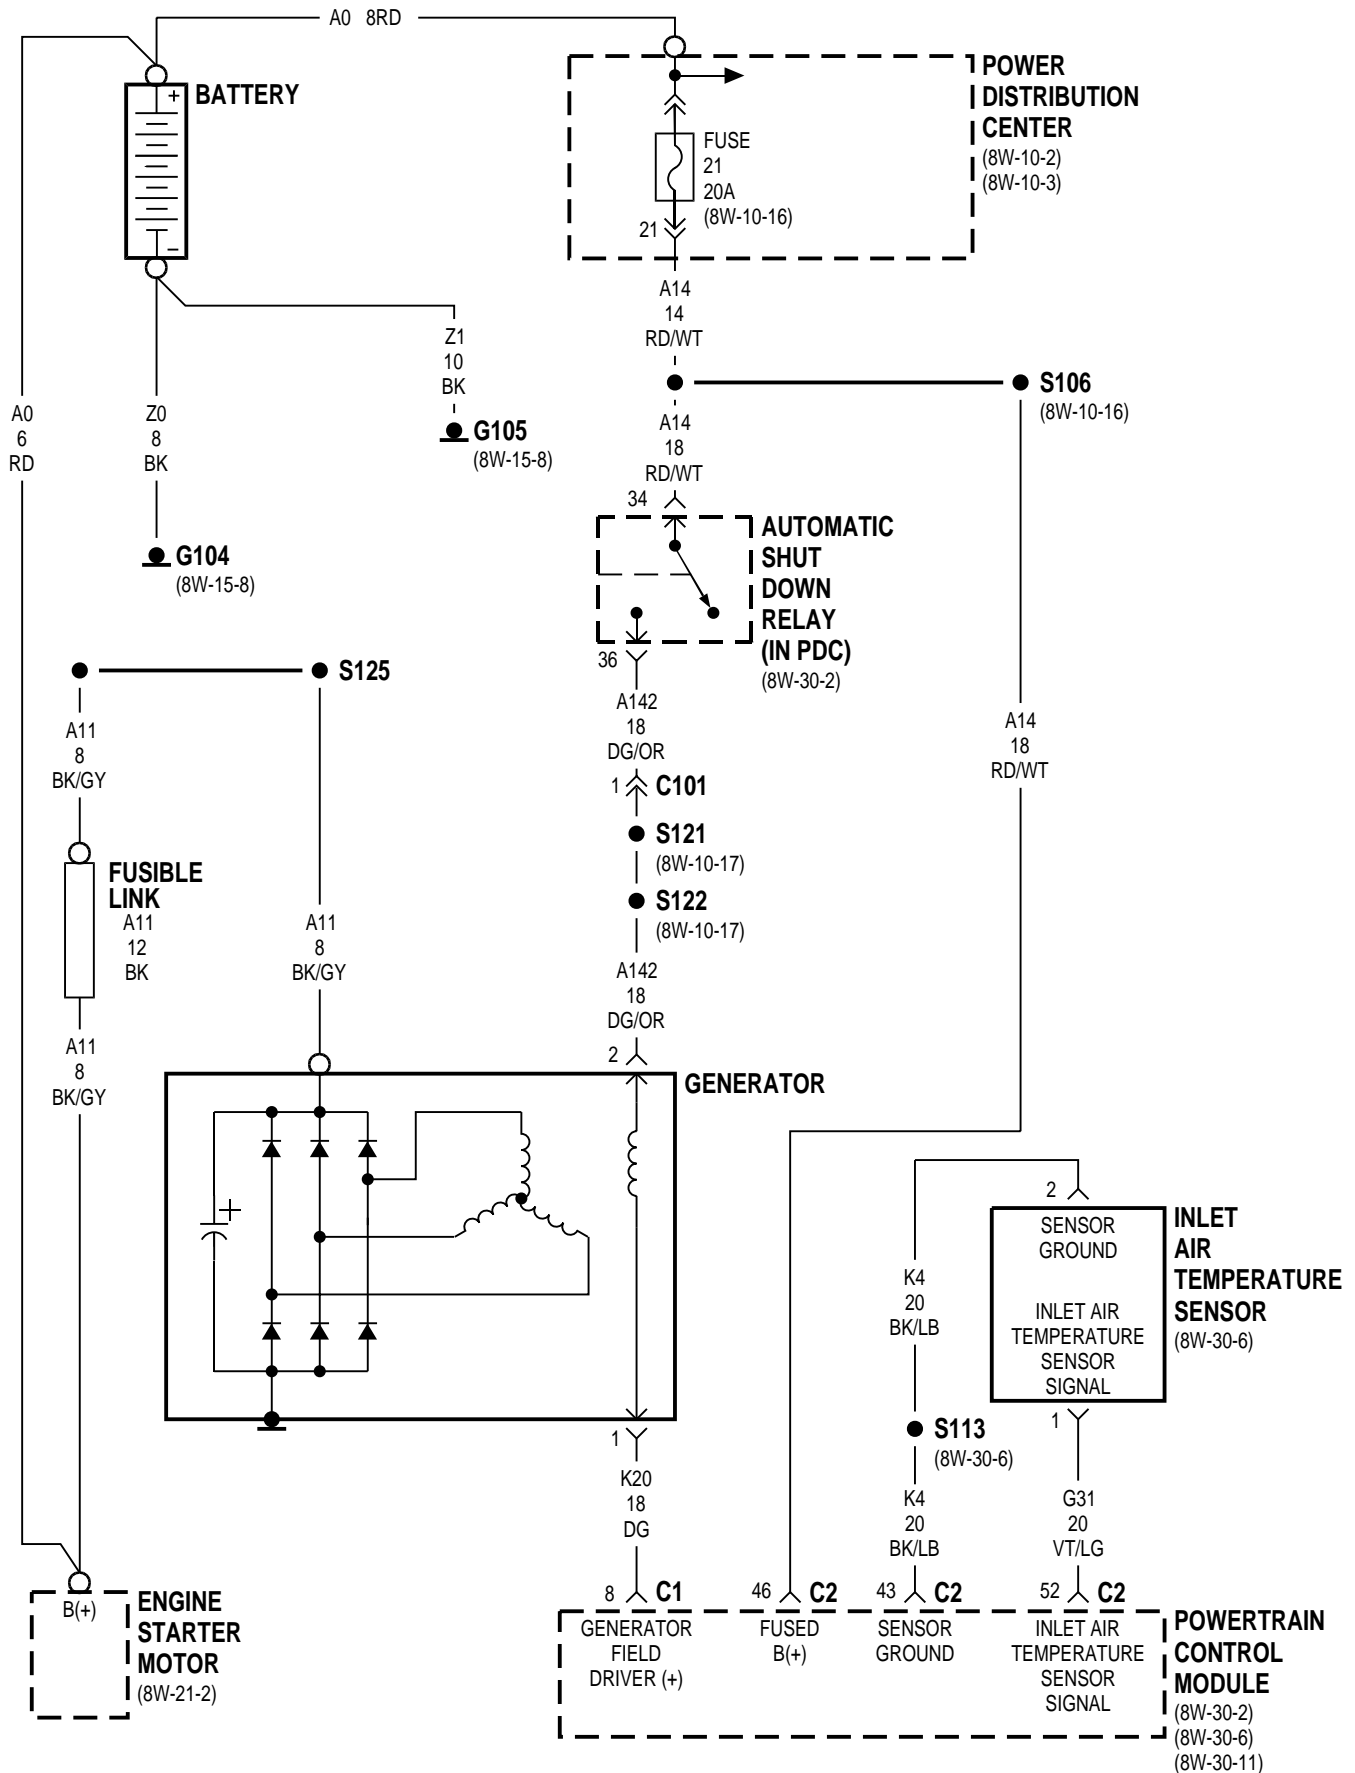 A0 8RD
BATTERY
+
−
POWER
DISTRIBUTION
CENTER
(8W-10-2)
(8W-10-3)
FUSE
21
20A
(8W-10-16)
21
A14
14
RD/WT
S106
(8W-10-16)
A0
6
RD
Z0
8
BK
Z1
10
BK
G105
(8W-15-8)
A14
18
RD/WT
34
G104
(8W-15-8)
AUTOMATIC
SHUT
DOWN
RELAY
(IN PDC)
(8W-30-2)
36
S125
A11
8
BK/GY
A142
18
DG/OR
A14
18
RD/WT
1 C101
S121
(8W-10-17)
S122
(8W-10-17)
FUSIBLE
LINK
A11
12
BK
A11
8
BK/GY
A142
18
DG/OR
2
A11
8
BK/GY
GENERATOR
+
2
SENSOR
GROUND
INLET AIR
TEMPERATURE
SENSOR
SIGNAL
INLET
AIR
TEMPERATURE
SENSOR
(8W-30-6)
K4
20
BK/LB
1
S113
(8W-30-6)
1
K20
18
DG
K4
20
BK/LB
G31
20
VT/LG
B(+)
ENGINE
STARTER
MOTOR
(8W-21-2)
8 C1
46 C2
43 C2
52 C2
GENERATOR
FIELD
DRIVER (+)
FUSED
B(+)
SENSOR
GROUND
INLET AIR
TEMPERATURE
SENSOR
SIGNAL
POWERTRAIN
CONTROL
MODULE
(8W-30-2)
(8W-30-6)
(8W-30-11)